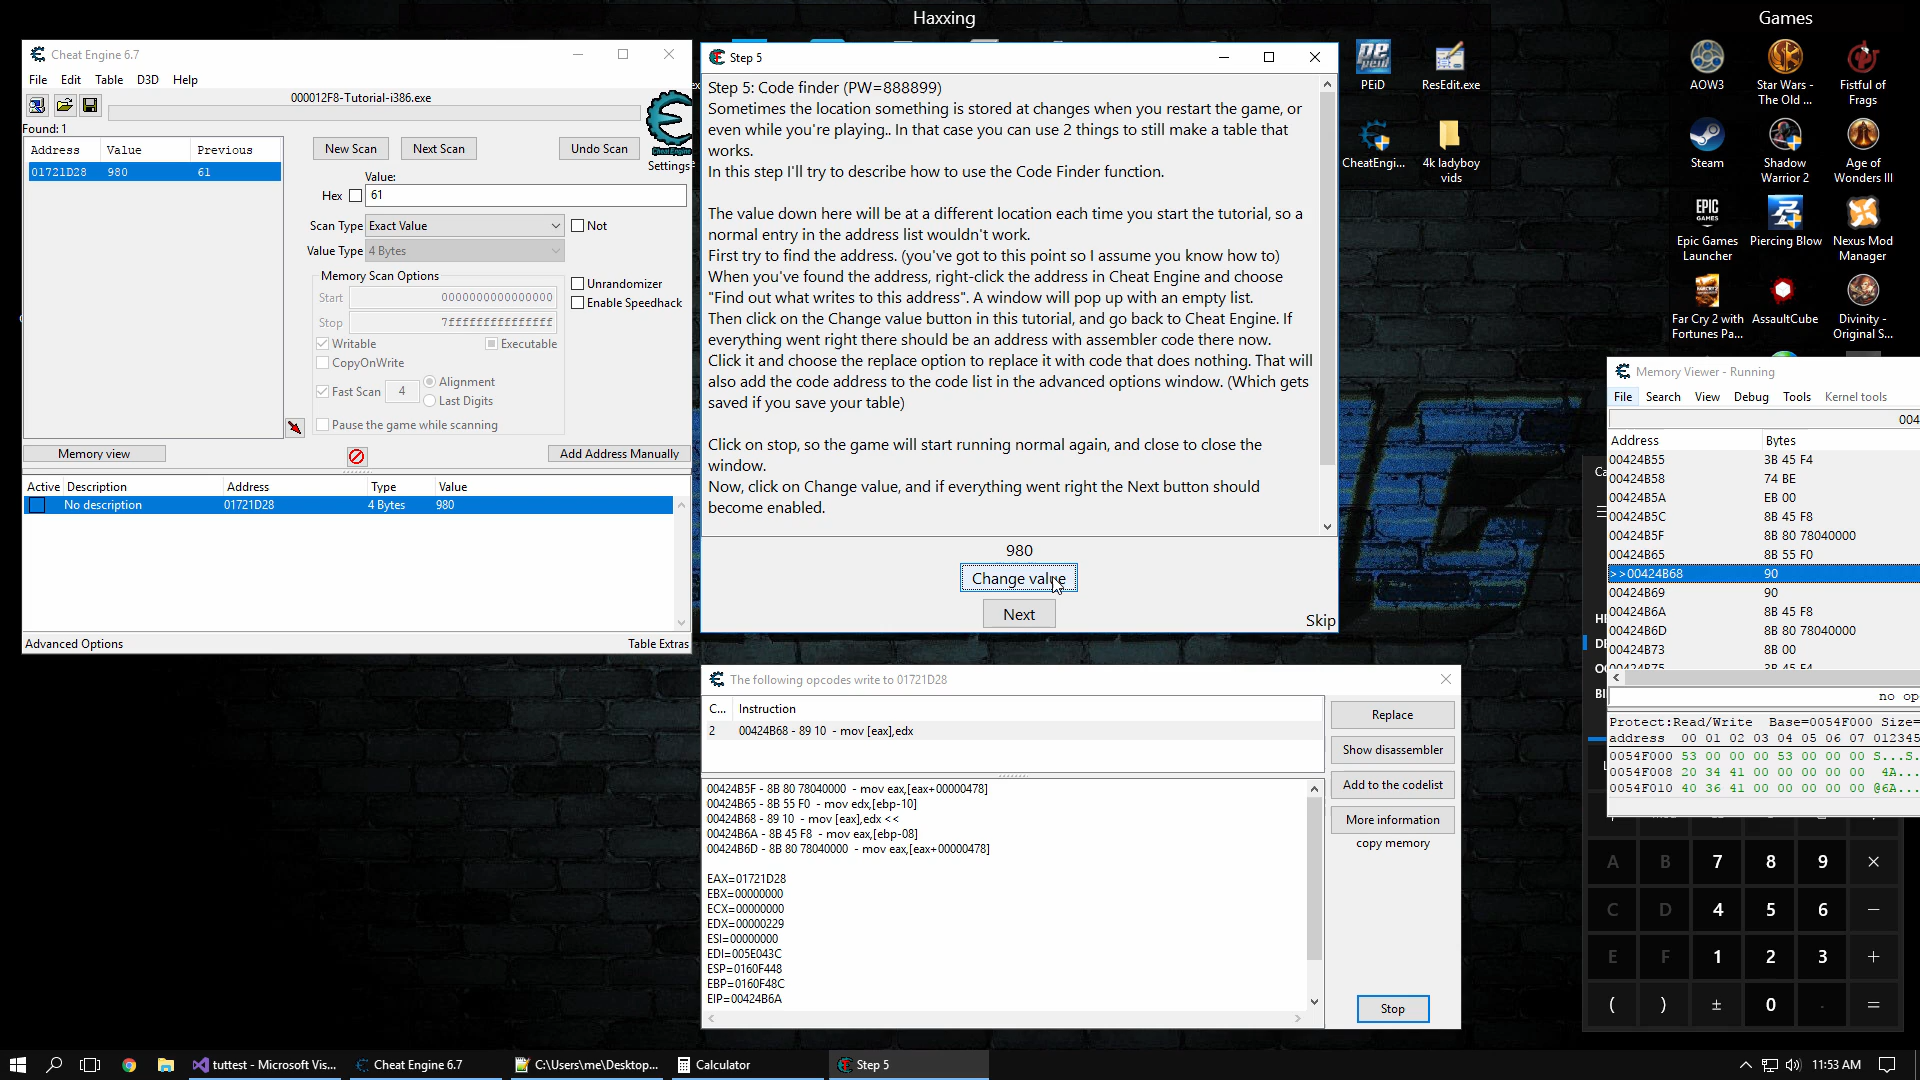 Haxxing
Games
Cheat Engine 6.7
File Edit Table D3D Help
000012F8-Tutorial-i386.exe
Found: 1
Address Value Previous
01721D28 980 61
New Scan
Next Scan
Undo Scan
Settings
Value:
Hex
61
Scan Type
Exact Value
Not
Value Type
4 Bytes
Memory Scan Options
Start
0000000000000000
Stop
7fffffffffffffff
Writable
Executable
CopyOnWrite
Fast Scan
4
Alignment
Last Digits
Pause the game while scanning
Unrandomizer
Enable Speedhack
Memory view
Add Address Manually
Active Description Address Type Value
No description 01721D28 4 Bytes 980
Advanced Options
Table Extras
Step 5
Step 5: Code finder (PW=888899)
Sometimes the location something is stored at changes when you restart the game, or
even while you're playing.. In that case you can use 2 things to still make a table that
works.
In this step I'll try to describe how to use the Code Finder function.
The value down here will be at a different location each time you start the tutorial, so a
normal entry in the address list wouldn't work.
First try to find the address. (you've got to this point so I assume you know how to)
When you've found the address, right-click the address in Cheat Engine and choose
"Find out what writes to this address". A window will pop up with an empty list.
Then click on the Change value button in this tutorial, and go back to Cheat Engine. If
everything went right there should be an address with assembler code there now.
Click it and choose the replace option to replace it with code that does nothing. That will
also add the code address to the code list in the advanced options window. (Which gets
saved if you save your table)
Click on stop, so the game will start running normal again, and close to close the
window.
Now, click on Change value, and if everything went right the Next button should
become enabled.
980
Change value
Next
Skip
The following opcodes write to 01721D28
C... Instruction
2 00424B68 - 89 10 - mov [eax],edx
Replace
Show disassembler
Add to the codelist
More information
copy memory
Stop
00424B5F - 8B 80 78040000 - mov eax,[eax+00000478]
00424B65 - 8B 55 F0 - mov edx,[ebp-10]
00424B68 - 89 10 - mov [eax],edx <<
00424B6A - 8B 45 F8 - mov eax,[ebp-08]
00424B6D - 8B 80 78040000 - mov eax,[eax+00000478]
EAX=01721D28
EBX=00000000
ECX=00000000
EDX=00000229
ESI=00000000
EDI=005E043C
ESP=0160F448
EBP=0160F48C
EIP=00424B6A
PEiD
ResEdit.exe
CheatEngi...
4k ladyboy
vids
AOW3
Star Wars -
The Old ...
Fistful of
Frags
Steam
Shadow
Warrior 2
Age of
Wonders III
EPIC
GAMES
Epic Games
Launcher
Piercing Blow
Nexus Mod
Manager
Far Cry 2 with
Fortunes Pa...
AssaultCube
Divinity -
Original S...
Memory Viewer - Running
File Search View Debug Tools Kernel tools
004
Address Bytes
00424B55 3B 45 F4
00424B58 74 BE
00424B5A EB 00
00424B5C 8B 45 F8
00424B5F 8B 80 78040000
00424B65 8B 55 F0
>>00424B68 90
00424B69 90
00424B6A 8B 45 F8
00424B6D 8B 80 78040000
00424B73 8B 00
00424B75 3B 45 F4
no op
Protect:Read/Write Base=0054F000 Size=
address 00 01 02 03 04 05 06 07 012345
0054F000 53 00 00 00 53 00 00 00 S...S.
0054F008 20 34 41 00 00 00 00 00 4A...
0054F010 40 36 41 00 00 00 00 00 @6A...
A B 7 8 9 ×
C D 4 5 6 −
E F 1 2 3 +
( ) ± 0 . =
tuttest - Microsoft Vis...
Cheat Engine 6.7
C:\Users\me\Desktop...
Calculator
Step 5
11:53 AM